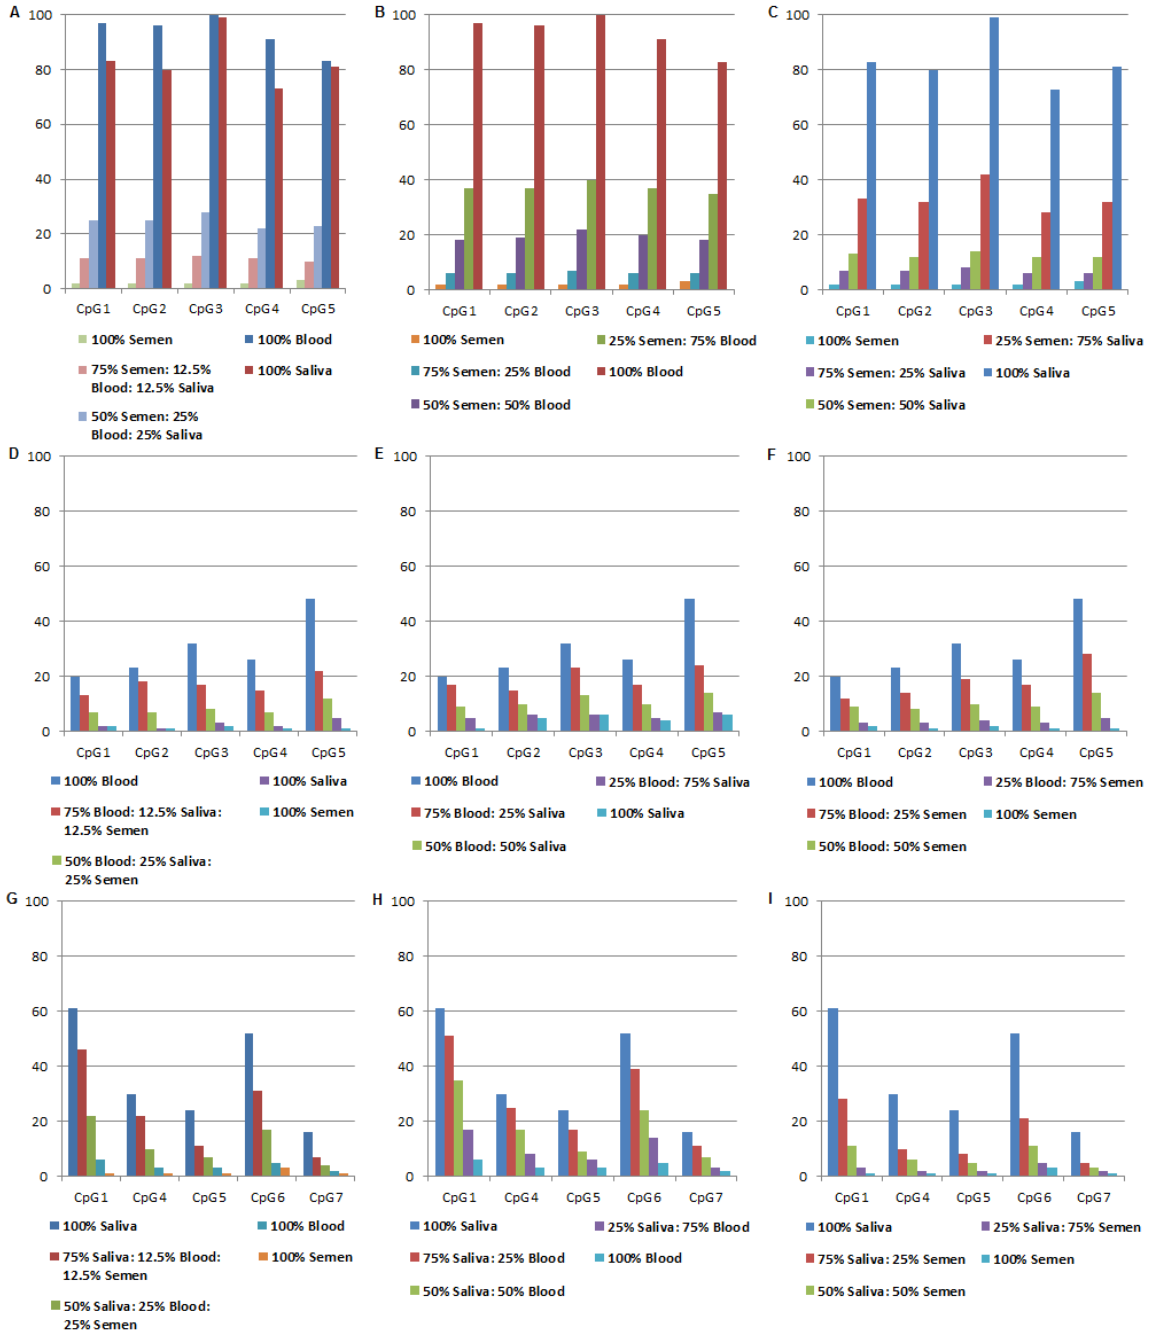 A
100
80
60
40
20
0
CpG1 CpG2 CpG3 CpG4 CpG5
100% Semen
100% Blood
75% Semen: 12.5%
Blood: 12.5% Saliva
100% Saliva
50% Semen: 25%
Blood: 25% Saliva
B
100
80
60
40
20
0
CpG1 CpG2 CpG3 CpG4 CpG5
100% Semen
25% Semen: 75% Blood
75% Semen: 25% Blood
100% Blood
50% Semen: 50% Blood
C
100
80
60
40
20
0
CpG1 CpG2 CpG3 CpG4 CpG5
100% Semen
25% Semen: 75% Saliva
75% Semen: 25% Saliva
100% Saliva
50% Semen: 50% Saliva
D
100
80
60
40
20
0
CpG1 CpG2 CpG3 CpG4 CpG5
100% Blood
100% Saliva
75% Blood: 12.5% Saliva:
12.5% Semen
100% Semen
50% Blood: 25% Saliva:
25% Semen
E
100
80
60
40
20
0
CpG1 CpG2 CpG3 CpG4 CpG5
100% Blood
25% Blood: 75% Saliva
75% Blood: 25% Saliva
100% Saliva
50% Blood: 50% Saliva
F
100
80
60
40
20
0
CpG1 CpG2 CpG3 CpG4 CpG5
100% Blood
25% Blood: 75% Semen
75% Blood: 25% Semen
100% Semen
50% Blood: 50% Semen
G
100
80
60
40
20
0
CpG1 CpG4 CpG5 CpG6 CpG7
100% Saliva
100% Blood
75% Saliva: 12.5% Blood:
12.5% Semen
100% Semen
50% Saliva: 25% Blood:
25% Semen
H
100
80
60
40
20
0
CpG1 CpG4 CpG5 CpG6 CpG7
100% Saliva
25% Saliva: 75% Blood
75% Saliva: 25% Blood
100% Blood
50% Saliva: 50% Blood
I
100
80
60
40
20
0
CpG1 CpG4 CpG5 CpG6 CpG7
100% Saliva
25% Saliva: 75% Semen
75% Saliva: 25% Semen
100% Semen
50% Saliva: 50% Semen